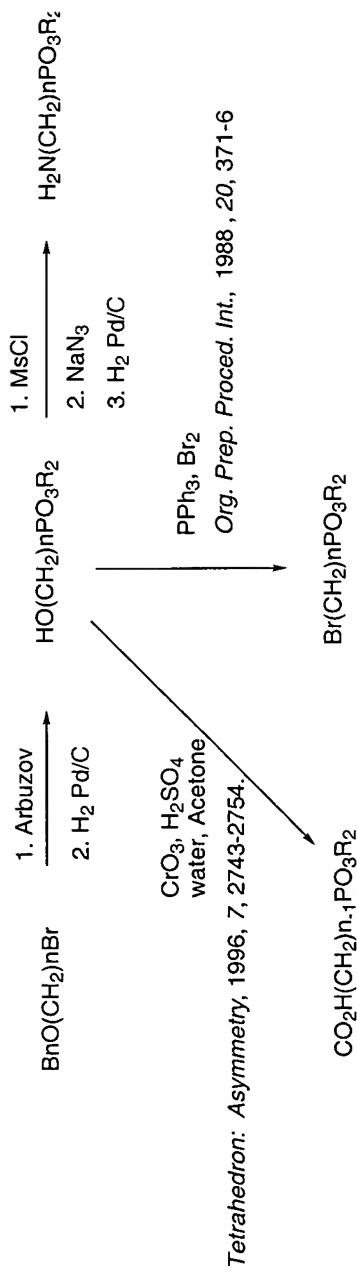 BnO(CH2)nBr
1. Arbuzov
2. H2 Pd/C
HO(CH2)nPO3R2
1. MsCl
2. NaN3
3. H2 Pd/C
H2N(CH2)nPO3R2
CrO3, H2SO4
water, Acetone
Tetrahedron: Asymmetry, 1996, 7, 2743-2754.
PPh3, Br2
Org. Prep. Proced. Int., 1988 , 20, 371-6
CO2H(CH2)n-1PO3R2
Br(CH2)nPO3R2